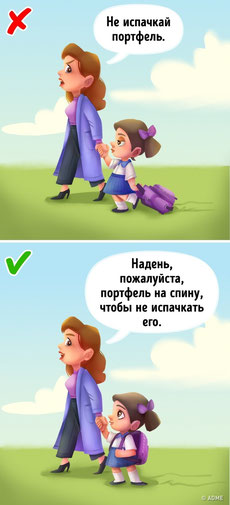 Не испачкай
портфель.
Надень,
пожалуйста,
портфель на спину,
чтобы не испачкать
его.
© ADME